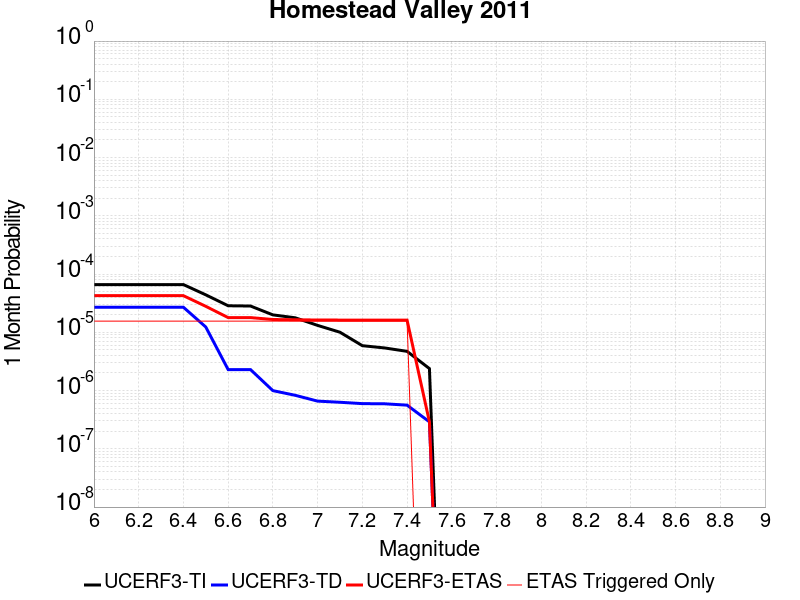 Homestead Valley 2011
1 Month Probability
10^0
10^-1
10^-2
10^-3
10^-4
10^-5
10^-6
10^-7
10^-8
6 6.2 6.4 6.6 6.8 7 7.2 7.4 7.6 7.8 8 8.2 8.4 8.6 8.8 9
Magnitude
UCERF3-TI UCERF3-TD UCERF3-ETAS ETAS Triggered Only